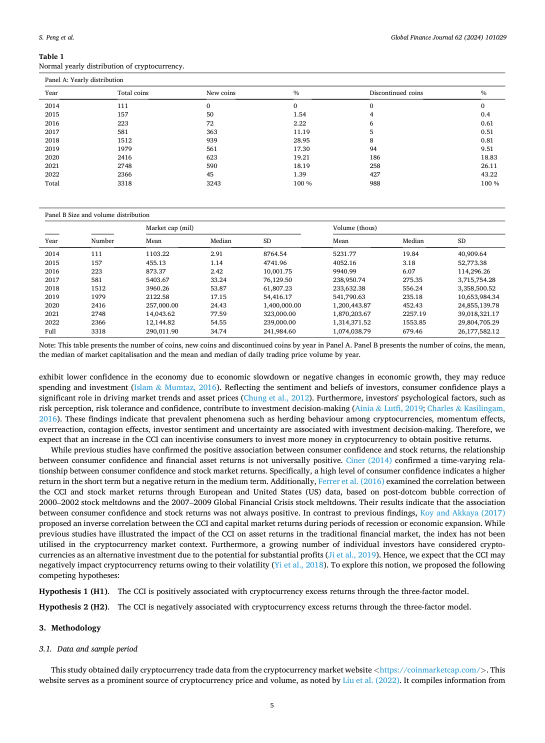 S. Peng et al.
Global Finance Journal 62 (2024) 101029
Table 1
Normal yearly distribution of cryptocurrency.
Panel A: Yearly distribution
Year Total coins New coins % Discontinued coins %
2014 111 0 0 0 0
2015 157 50 1.54 4 0.4
2016 223 72 2.22 6 0.61
2017 581 363 11.19 5 0.51
2018 1512 939 28.95 8 0.81
2019 1979 561 17.30 94 9.51
2020 2416 623 19.21 186 18.83
2021 2748 590 18.19 258 26.11
2022 2366 45 1.39 427 43.22
Total 3318 3243 100 % 988 100 %
Panel B Size and volume distribution
Market cap (mil) Volume (thous)
Year Number Mean Median SD Mean Median SD
2014 111 1103.22 2.91 8764.54 5231.77 19.84 40,909.64
2015 157 455.13 1.14 4741.96 4052.16 3.18 52,773.38
2016 223 873.37 2.42 10,001.75 9940.99 6.07 114,296.26
2017 581 5403.67 33.24 76,129.50 238,950.74 275.35 3,715,754.28
2018 1512 3960.26 53.87 61,807.23 233,632.38 556.24 3,358,500.52
2019 1979 2122.58 17.15 54,416.17 541,790.63 235.18 10,653,984.34
2020 2416 257,000.00 24.43 1,400,000.00 1,200,443.87 452.43 24,855,139.78
2021 2748 14,043.62 77.59 323,000.00 1,870,203.67 2257.19 39,018,321.17
2022 2366 12,144.82 54.55 239,000.00 1,314,371.52 1553.85 29,804,705.29
Full 3318 290,011.90 34.74 241,984.60 1,074,038.79 679.46 26,177,582.12
Note: This table presents the number of coins, new coins and discontinued coins by year in Panel A. Panel B presents the number of coins, the mean,
the median of market capitalisation and the mean and median of daily trading price volume by year.
exhibit lower confidence in the economy due to economic slowdown or negative changes in economic growth, they may reduce
spending and investment (Islam & Mumtaz, 2016). Reflecting the sentiment and beliefs of investors, consumer confidence plays a
significant role in driving market trends and asset prices (Chung et al., 2012). Furthermore, investors' psychological factors, such as
risk perception, risk tolerance and confidence, contribute to investment decision-making (Ainia & Lutfi, 2019; Charles & Kasilingam,
2016). These findings indicate that prevalent phenomena such as herding behaviour among cryptocurrencies, momentum effects,
overreaction, contagion effects, investor sentiment and uncertainty are associated with investment decision-making. Therefore, we
expect that an increase in the CCI can incentivise consumers to invest more money in cryptocurrency to obtain positive returns.
While previous studies have confirmed the positive association between consumer confidence and stock returns, the relationship
between consumer confidence and financial asset returns is not universally positive. Ciner (2014) confirmed a time-varying rela-
tionship between consumer confidence and stock market returns. Specifically, a high level of consumer confidence indicates a higher
return in the short term but a negative return in the medium term. Additionally, Ferrer et al. (2016) examined the correlation between
the CCI and stock market returns through European and United States (US) data, based on post-dotcom bubble correction of
2000–2002 stock meltdowns and the 2007–2009 Global Financial Crisis stock meltdowns. Their results indicate that the association
between consumer confidence and stock returns was not always positive. In contrast to previous findings, Koy and Akkaya (2017)
proposed an inverse correlation between the CCI and capital market returns during periods of recession or economic expansion. While
previous studies have illustrated the impact of the CCI on asset returns in the traditional financial market, the index has not been
utilised in the cryptocurrency market context. Furthermore, a growing number of individual investors have considered crypto-
currencies as an alternative investment due to the potential for substantial profits (Ji et al., 2019). Hence, we expect that the CCI may
negatively impact cryptocurrency returns owing to their volatility (Yi et al., 2018). To explore this notion, we proposed the following
competing hypotheses:
Hypothesis 1 (H1). The CCI is positively associated with cryptocurrency excess returns through the three-factor model.
Hypothesis 2 (H2). The CCI is negatively associated with cryptocurrency excess returns through the three-factor model.
3. Methodology
3.1. Data and sample period
This study obtained daily cryptocurrency trade data from the cryptocurrency market website <https://coinmarketcap.com/>. This
website serves as a prominent source of cryptocurrency price and volume, as noted by Liu et al. (2022). It compiles information from
5